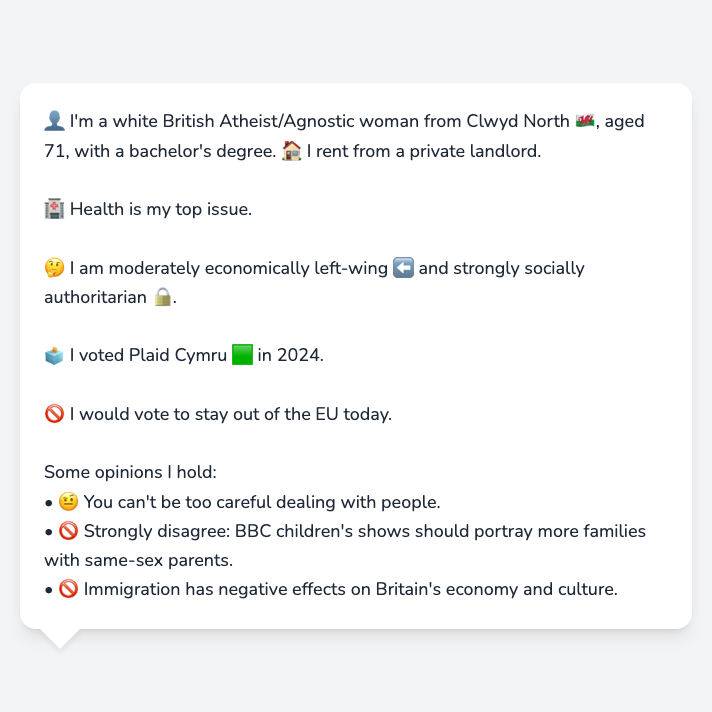 👤 I'm a white British Atheist/Agnostic woman from Clwyd North 🏴󠁧󠁢󠁷󠁬󠁳󠁿, aged
71, with a bachelor's degree. 🏠 I rent from a private landlord.
🏥 Health is my top issue.
🤔 I am moderately economically left-wing ⬅️ and strongly socially
authoritarian 🔒.
🗳️ I voted Plaid Cymru 🟩 in 2024.
🚫 I would vote to stay out of the EU today.
Some opinions I hold:
• 🤨 You can't be too careful dealing with people.
• 🚫 Strongly disagree: BBC children's shows should portray more families
with same-sex parents.
• 🚫 Immigration has negative effects on Britain's economy and culture.